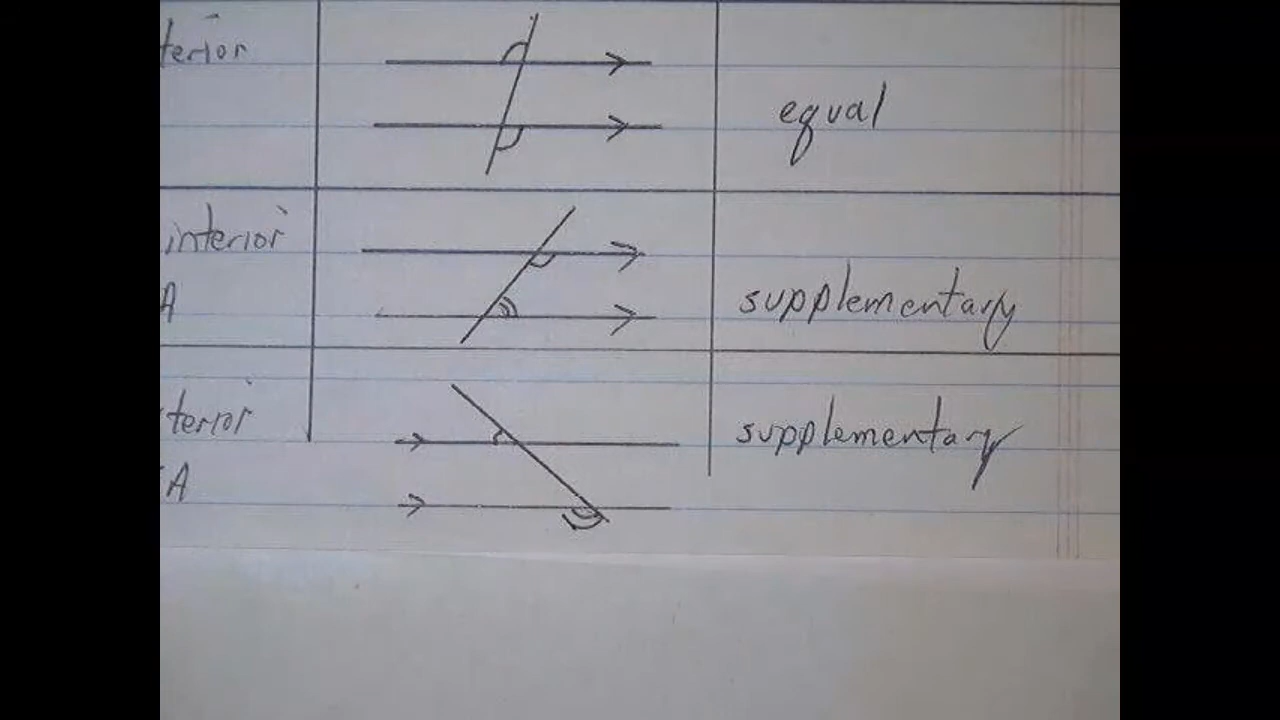 terior
equal
interior
A
supplementary
terior
A
supplementary